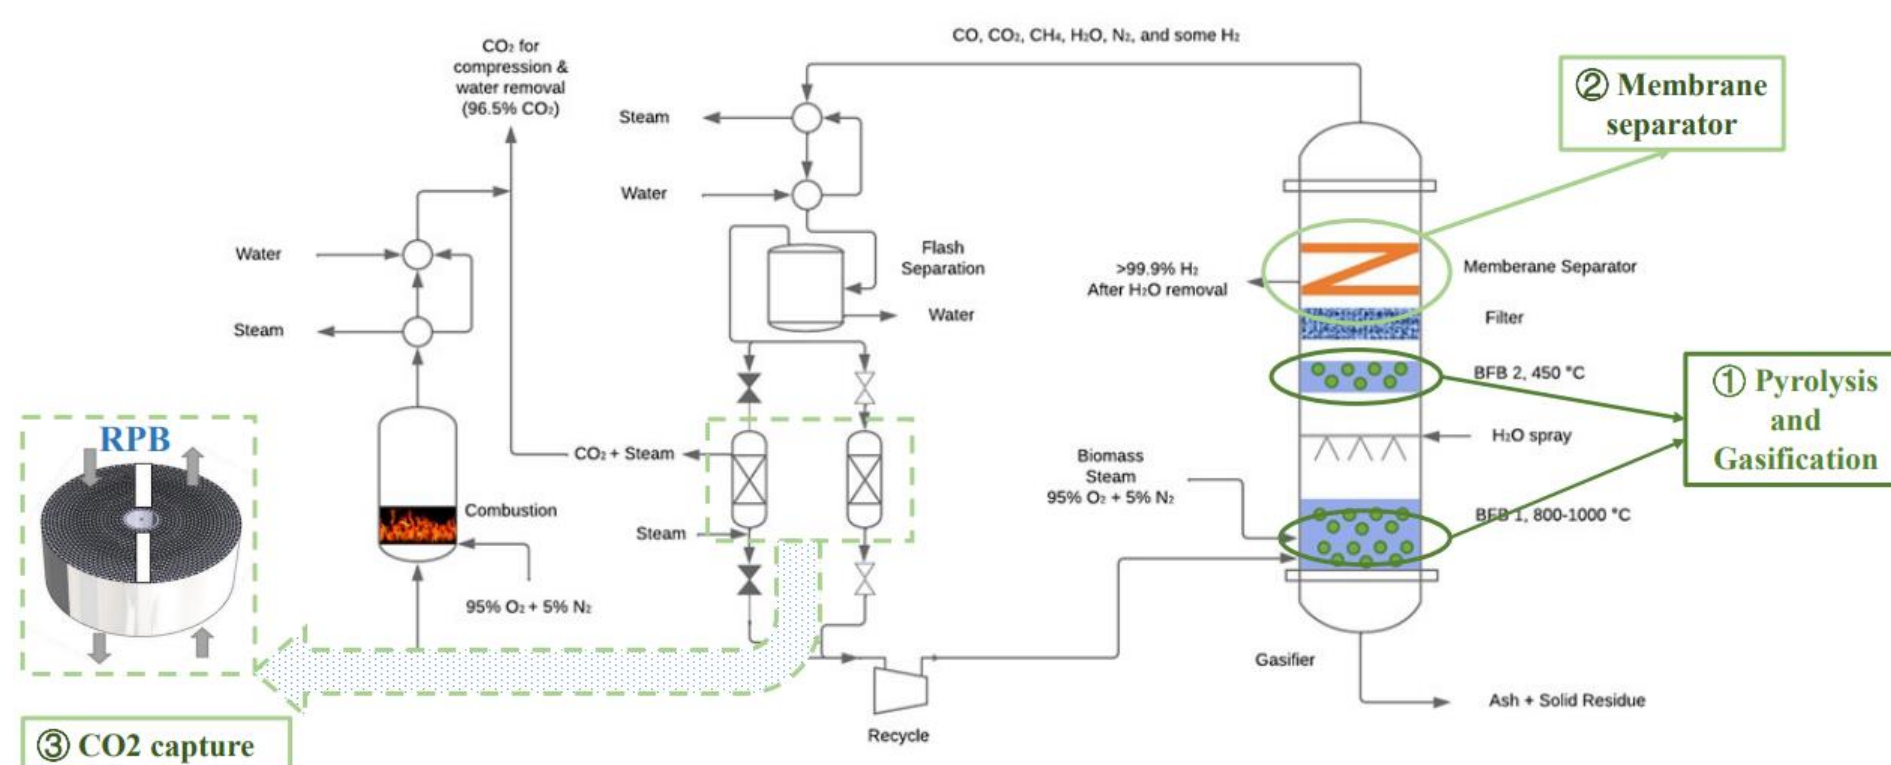 CO, CO₂, CH₄, H₂O, N₂, and some H₂
CO₂ for
compression &
water removal
(96.5% CO₂)
② Membrane
separator
Steam
Water
Water
Flash
Separation
>99.9% H₂
After H₂O removal
Memberane Separator
Filter
Steam
Water
BFB 2, 450 °C
① Pyrolysis
and
Gasification
H₂O spray
RPB
CO₂ + Steam
Biomass
Steam
95% O₂ + 5% N₂
Combustion
BFB 1, 800-1000 °C
Steam
95% O₂ + 5% N₂
Gasifier
Ash + Solid Residue
Recycle
③ CO2 capture